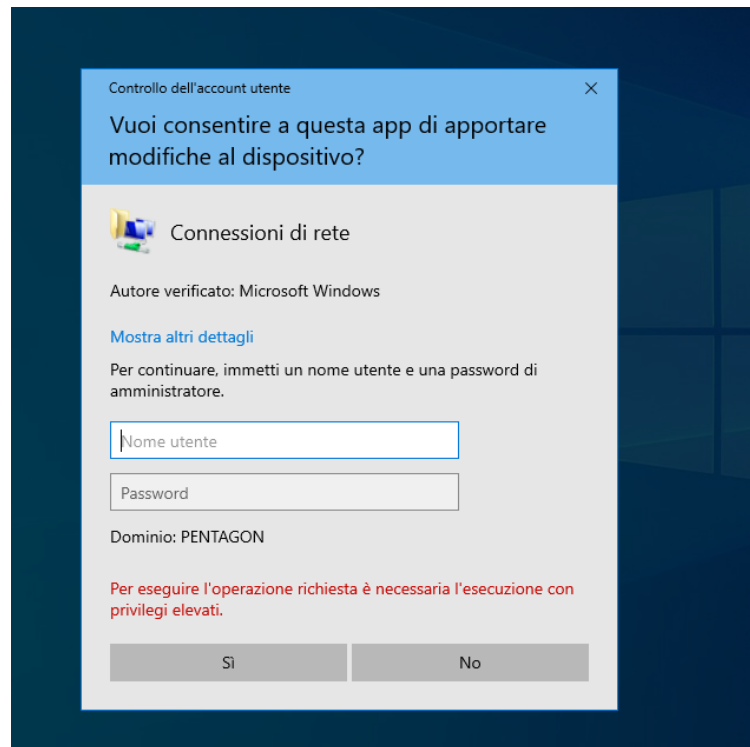 Controllo dell'account utente
Vuoi consentire a questa app di apportare
modifiche al dispositivo?
Connessioni di rete
Autore verificato: Microsoft Windows
Mostra altri dettagli
Per continuare, immetti un nome utente e una password di
amministratore.
Nome utente
Password
Dominio: PENTAGON
Per eseguire l'operazione richiesta è necessaria l'esecuzione con
privilegi elevati.
Sì
No